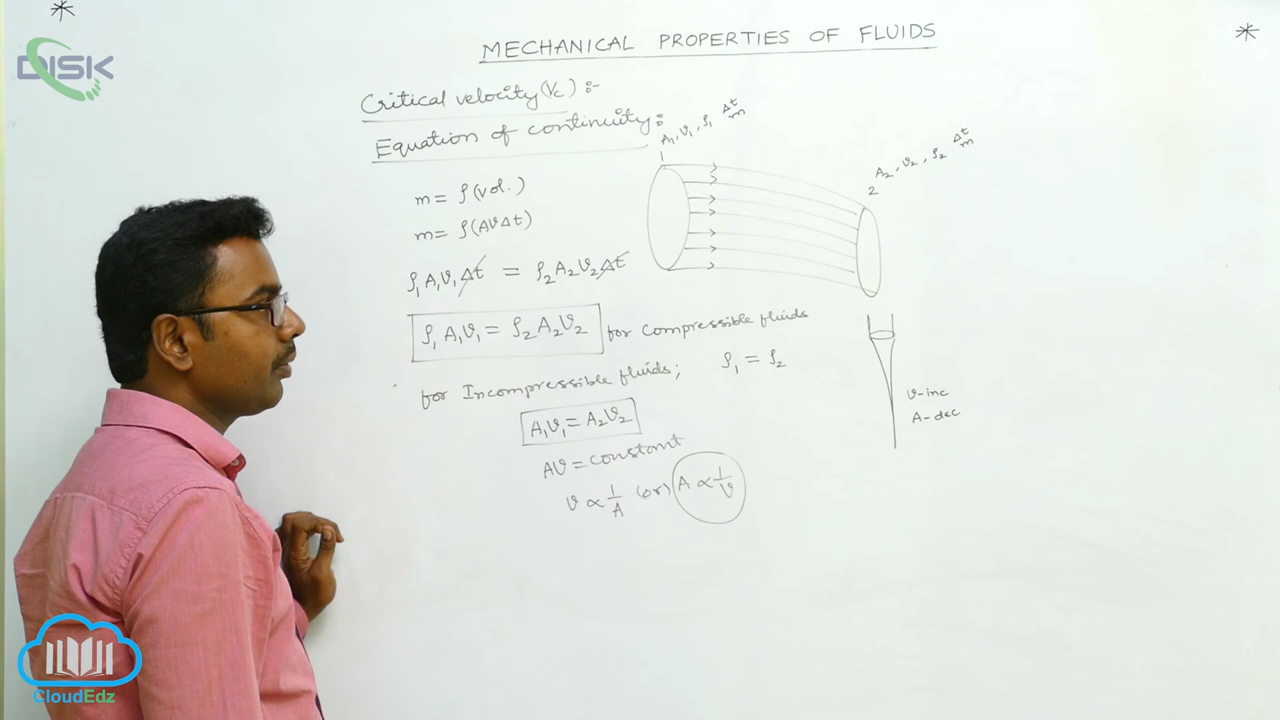 *
*
DISK
MECHANICAL PROPERTIES OF FLUIDS
Critical velocity (Vc) :-
Equation of continuity :
A₁, v₁, ρ₁ Δt
m
1
A₂, v₂, ρ₂ Δt
m
2
m = ρ(vol.)
m = ρ(AvΔt)
ρ₁A₁v₁Δt = ρ₂A₂v₂Δt
ρ₁A₁v₁ = ρ₂A₂v₂ for compressible fluids
for Incompressible fluids; ρ₁ = ρ₂
A₁v₁ = A₂v₂
Av = constant
v ∝ 1/A (or) A ∝ 1/v
v-inc
A-dec
CloudEdz